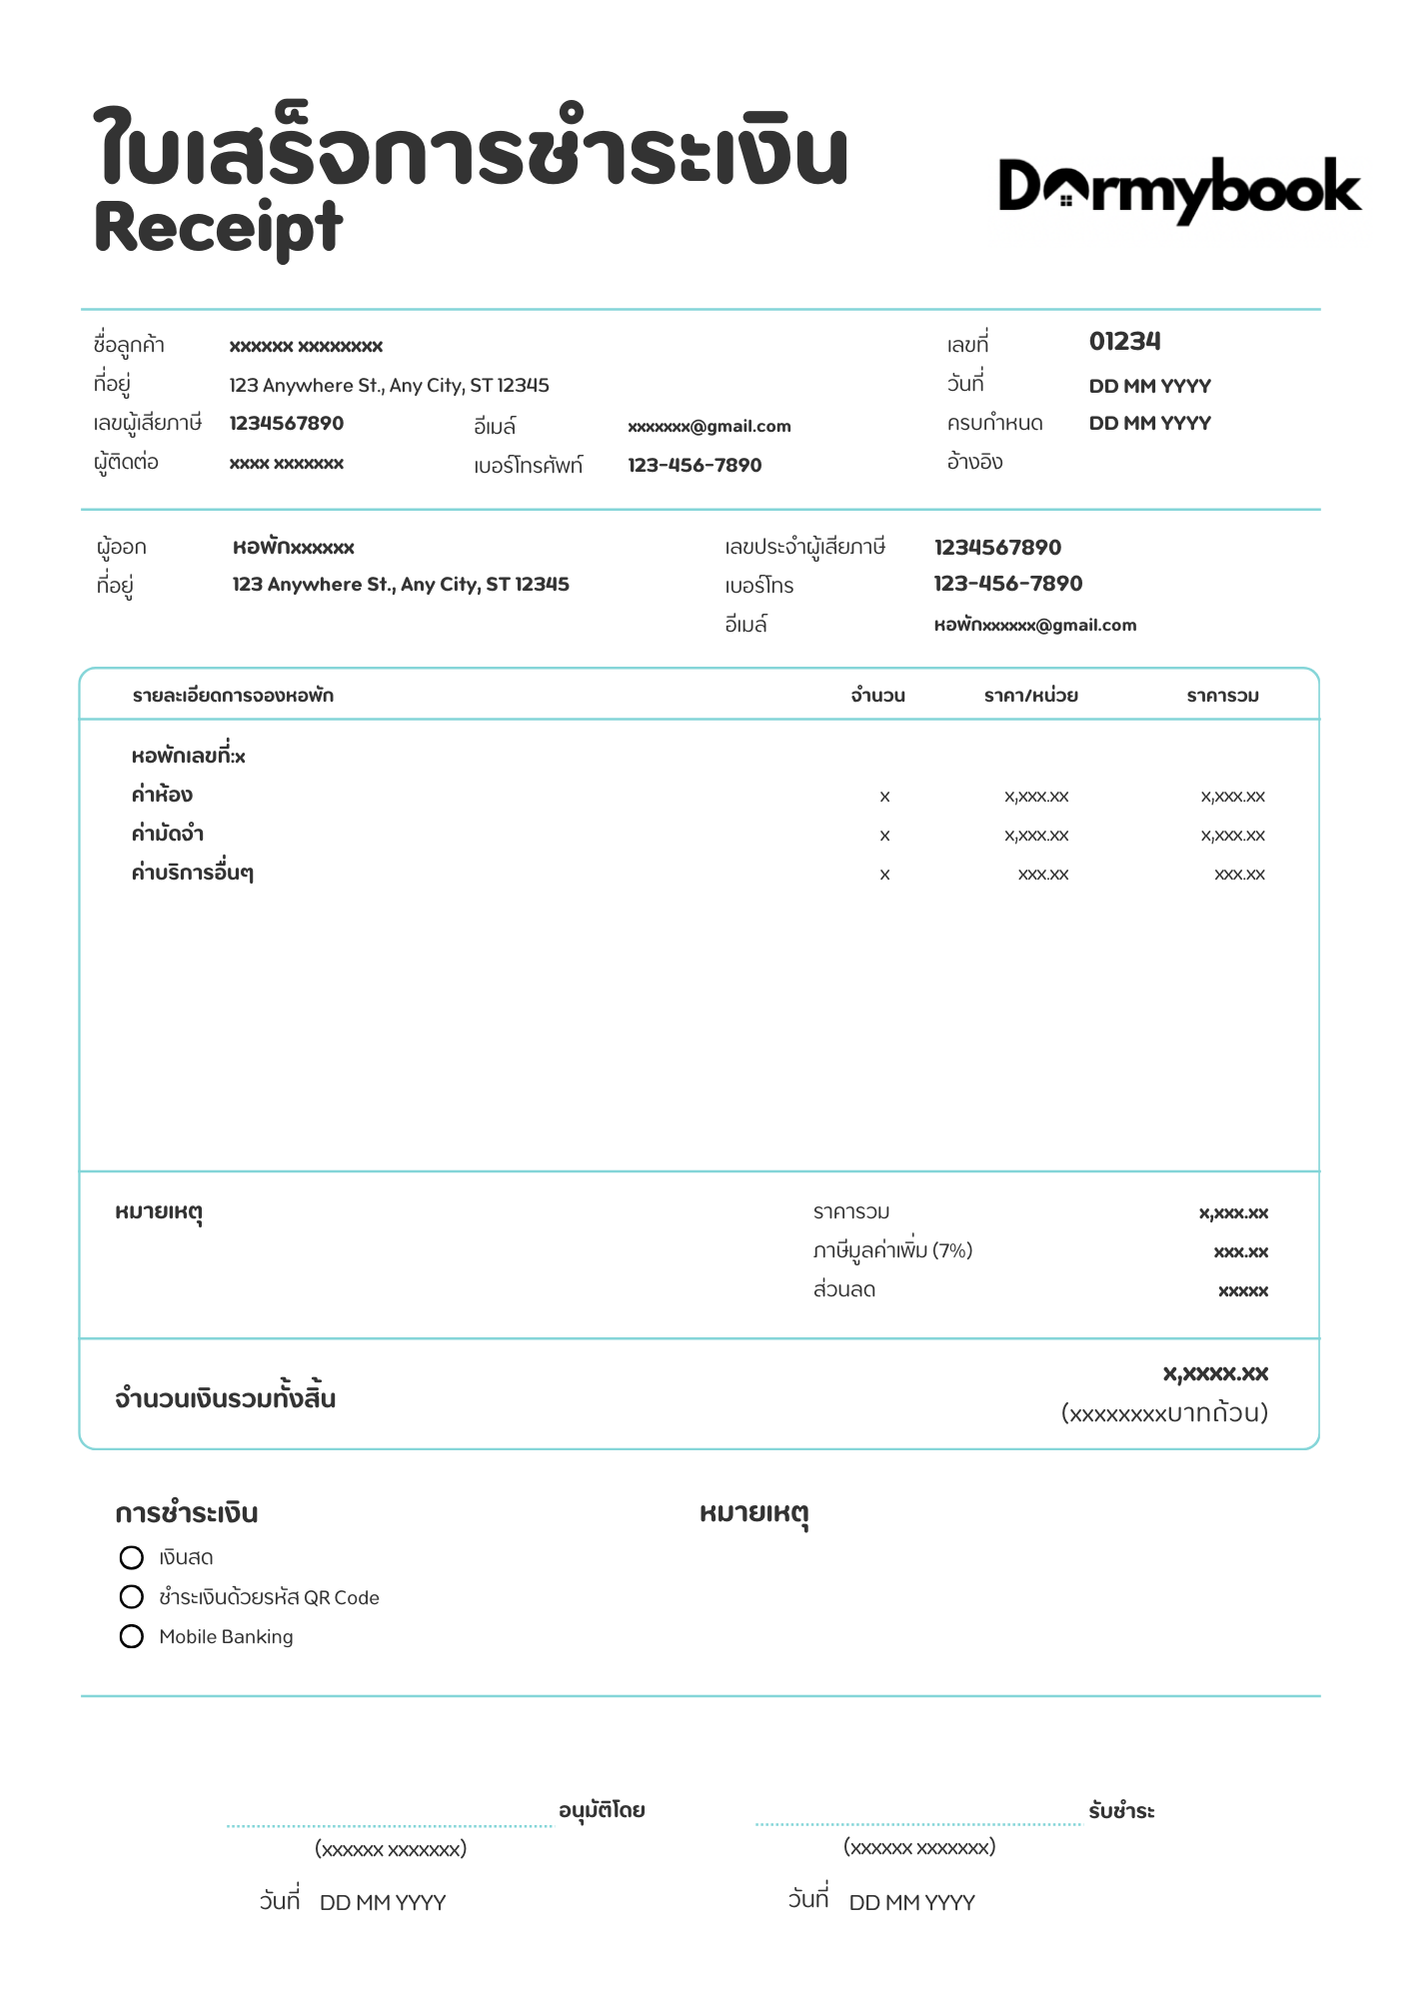 ใบเสร็จการชำระเงิน
Receipt
Dormybook
ชื่อลูกค้า xxxxxx xxxxxxxx เลขที่ 01234
ที่อยู่ 123 Anywhere St., Any City, ST 12345 วันที่ DD MM YYYY
เลขผู้เสียภาษี 1234567890 อีเมล์ xxxxxxx@gmail.com ครบกำหนด DD MM YYYY
ผู้ติดต่อ xxxx xxxxxxx เบอร์โทรศัพท์ 123-456-7890 อ้างอิง
ผู้ออก หอพักxxxxxx เลขประจำผู้เสียภาษี 1234567890
ที่อยู่ 123 Anywhere St., Any City, ST 12345 เบอร์โทร 123-456-7890
อีเมล์ หอพักxxxxxx@gmail.com
รายละเอียดการจองหอพัก จำนวน ราคา/หน่วย ราคารวม
หอพักเลขที่:x
ค่าห้อง x x,xxx.xx x,xxx.xx
ค่ามัดจำ x x,xxx.xx x,xxx.xx
ค่าบริการอื่นๆ x xxx.xx xxx.xx
หมายเหตุ ราคารวม x,xxx.xx
ภาษีมูลค่าเพิ่ม (7%) xxx.xx
ส่วนลด xxxxx
จำนวนเงินรวมทั้งสิ้น x,xxxx.xx
(xxxxxxxxบาทถ้วน)
การชำระเงิน หมายเหตุ
เงินสด
ชำระเงินด้วยรหัส QR Code
Mobile Banking
อนุมัติโดย รับชำระ
(xxxxxx xxxxxxx) (xxxxxx xxxxxxx)
วันที่ DD MM YYYY วันที่ DD MM YYYY